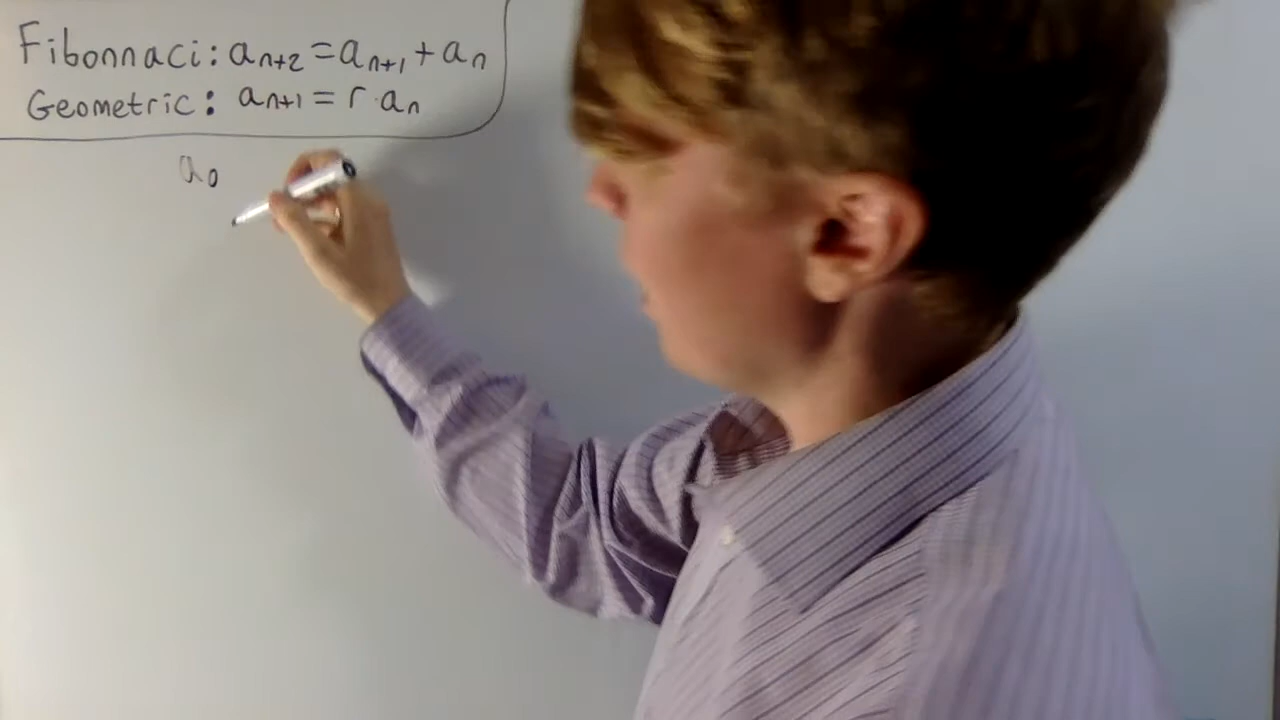 Fibonnaci: aₙ₊₂ = aₙ₊₁ + aₙ
Geometric: aₙ₊₁ = r·aₙ
a₀